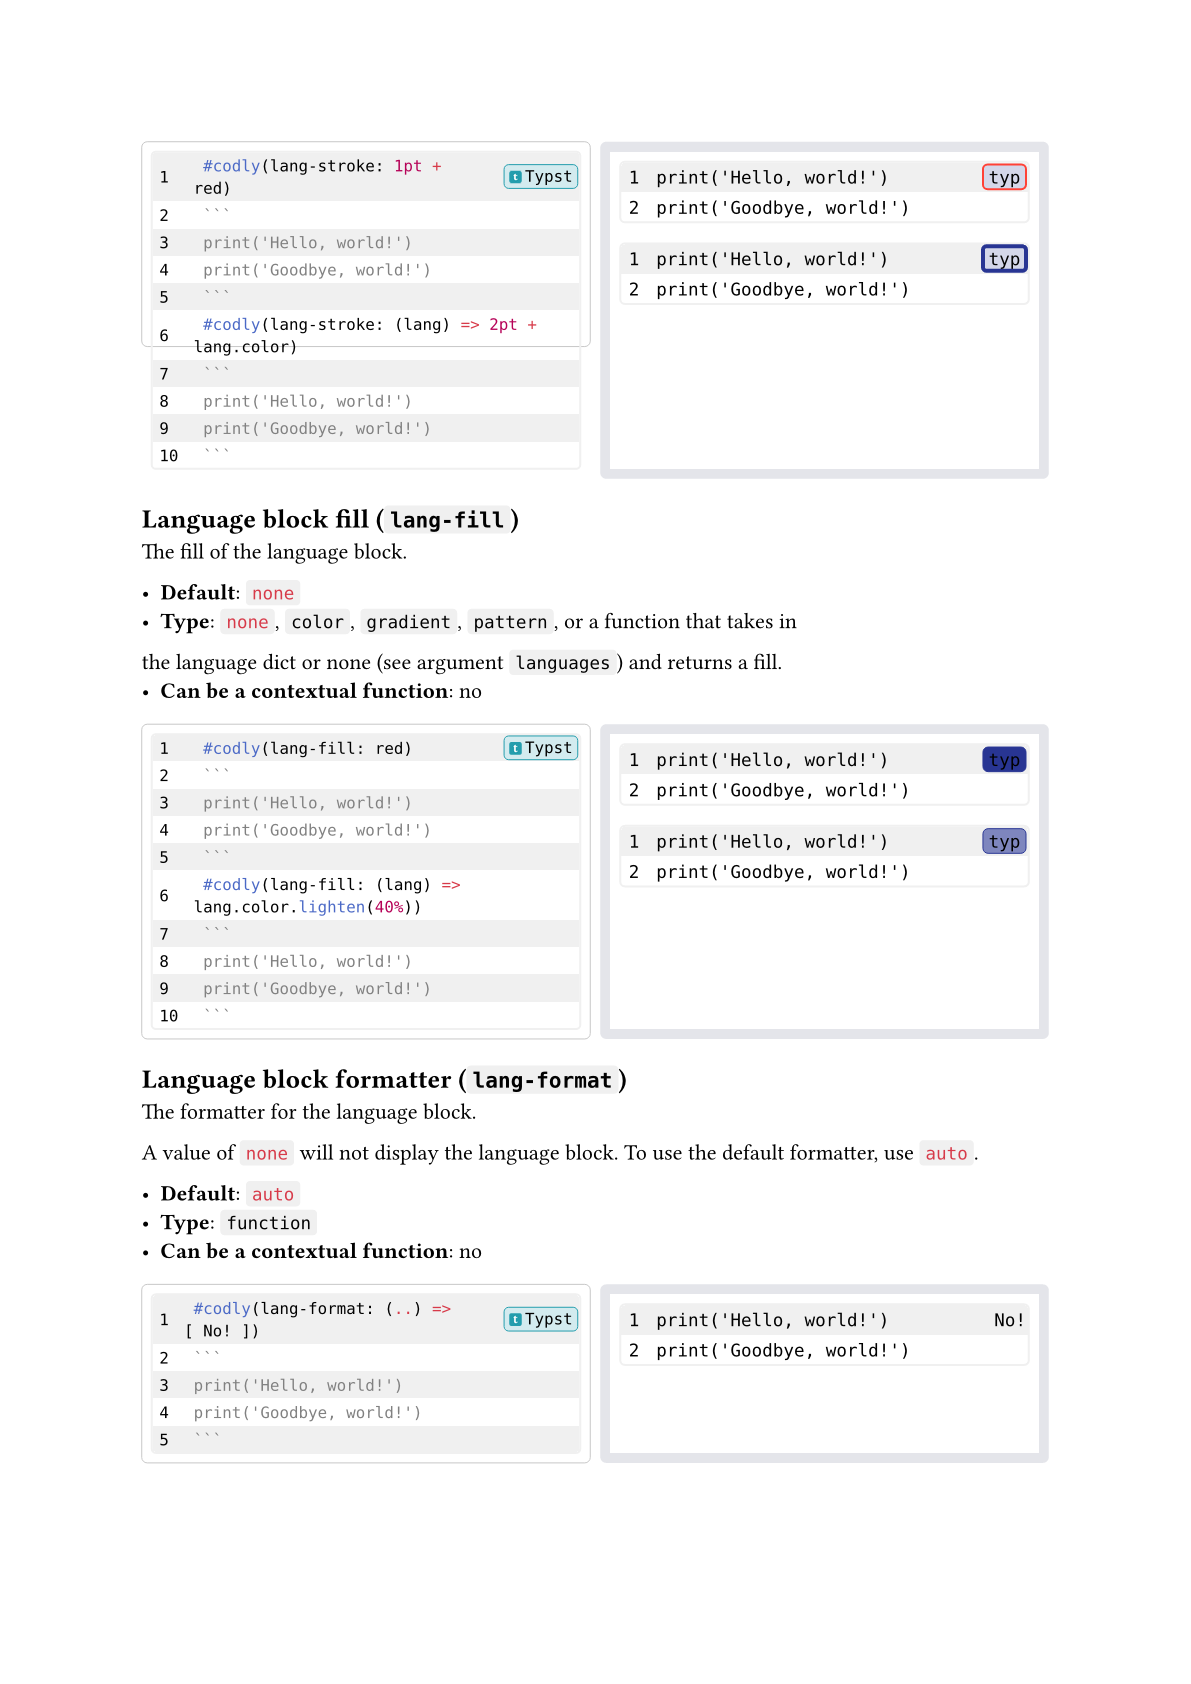 1 #codly(lang-stroke: 1pt + Typst
red)
2 ```
3 print('Hello, world!')
4 print('Goodbye, world!')
5 ```
6 #codly(lang-stroke: (lang) => 2pt +
lang.color)
7 ```
8 print('Hello, world!')
9 print('Goodbye, world!')
10 ```
1 print('Hello, world!') typ
2 print('Goodbye, world!')
1 print('Hello, world!') typ
2 print('Goodbye, world!')
Language block fill (lang-fill)
The fill of the language block.
• Default: none
• Type: none, color, gradient, pattern, or a function that takes in
the language dict or none (see argument languages) and returns a fill.
• Can be a contextual function: no
1 #codly(lang-fill: red) Typst
2 ```
3 print('Hello, world!')
4 print('Goodbye, world!')
5 ```
6 #codly(lang-fill: (lang) =>
lang.color.lighten(40%))
7 ```
8 print('Hello, world!')
9 print('Goodbye, world!')
10 ```
1 print('Hello, world!') typ
2 print('Goodbye, world!')
1 print('Hello, world!') typ
2 print('Goodbye, world!')
Language block formatter (lang-format)
The formatter for the language block.
A value of none will not display the language block. To use the default formatter, use auto.
• Default: auto
• Type: function
• Can be a contextual function: no
1 #codly(lang-format: (..) => Typst
[ No! ])
2 ```
3 print('Hello, world!')
4 print('Goodbye, world!')
5 ```
1 print('Hello, world!') No!
2 print('Goodbye, world!')